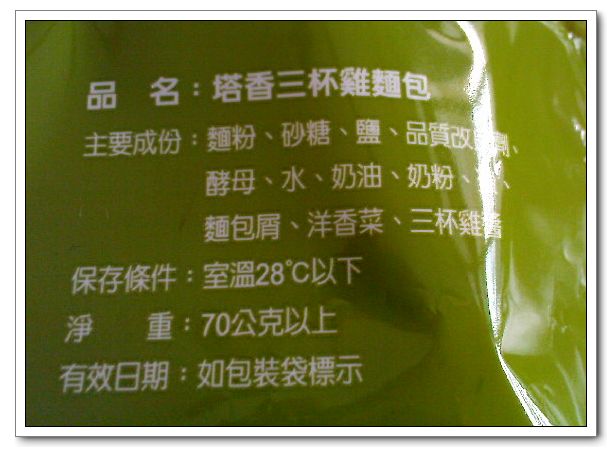 品 名：塔香三杯雞麵包
主要成份：麵粉、砂糖、鹽、品質改 劑、
酵母、水、奶油、奶粉、 、
麵包屑、洋香菜、三杯雞醬
保存條件：室溫28℃以下
淨 重：70公克以上
有效日期：如包裝袋標示